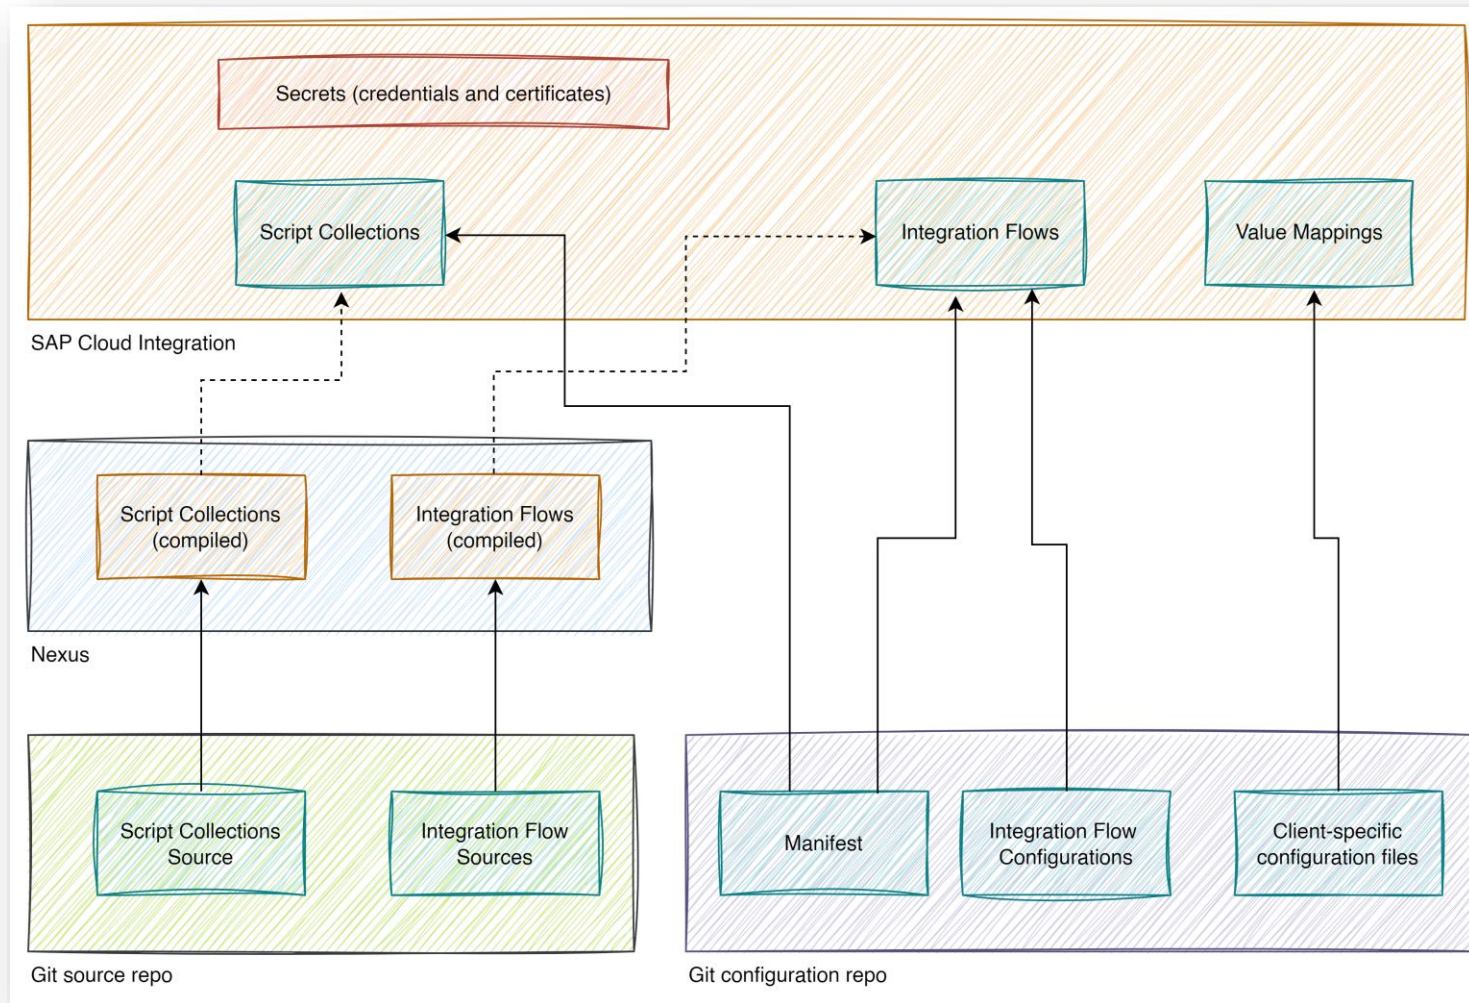 Secrets (credentials and certificates)
Script Collections
Integration Flows
Value Mappings
SAP Cloud Integration
Script Collections
(compiled)
Integration Flows
(compiled)
Nexus
Script Collections
Source
Integration Flow
Sources
Manifest
Integration Flow
Configurations
Client-specific
configuration files
Git source repo
Git configuration repo